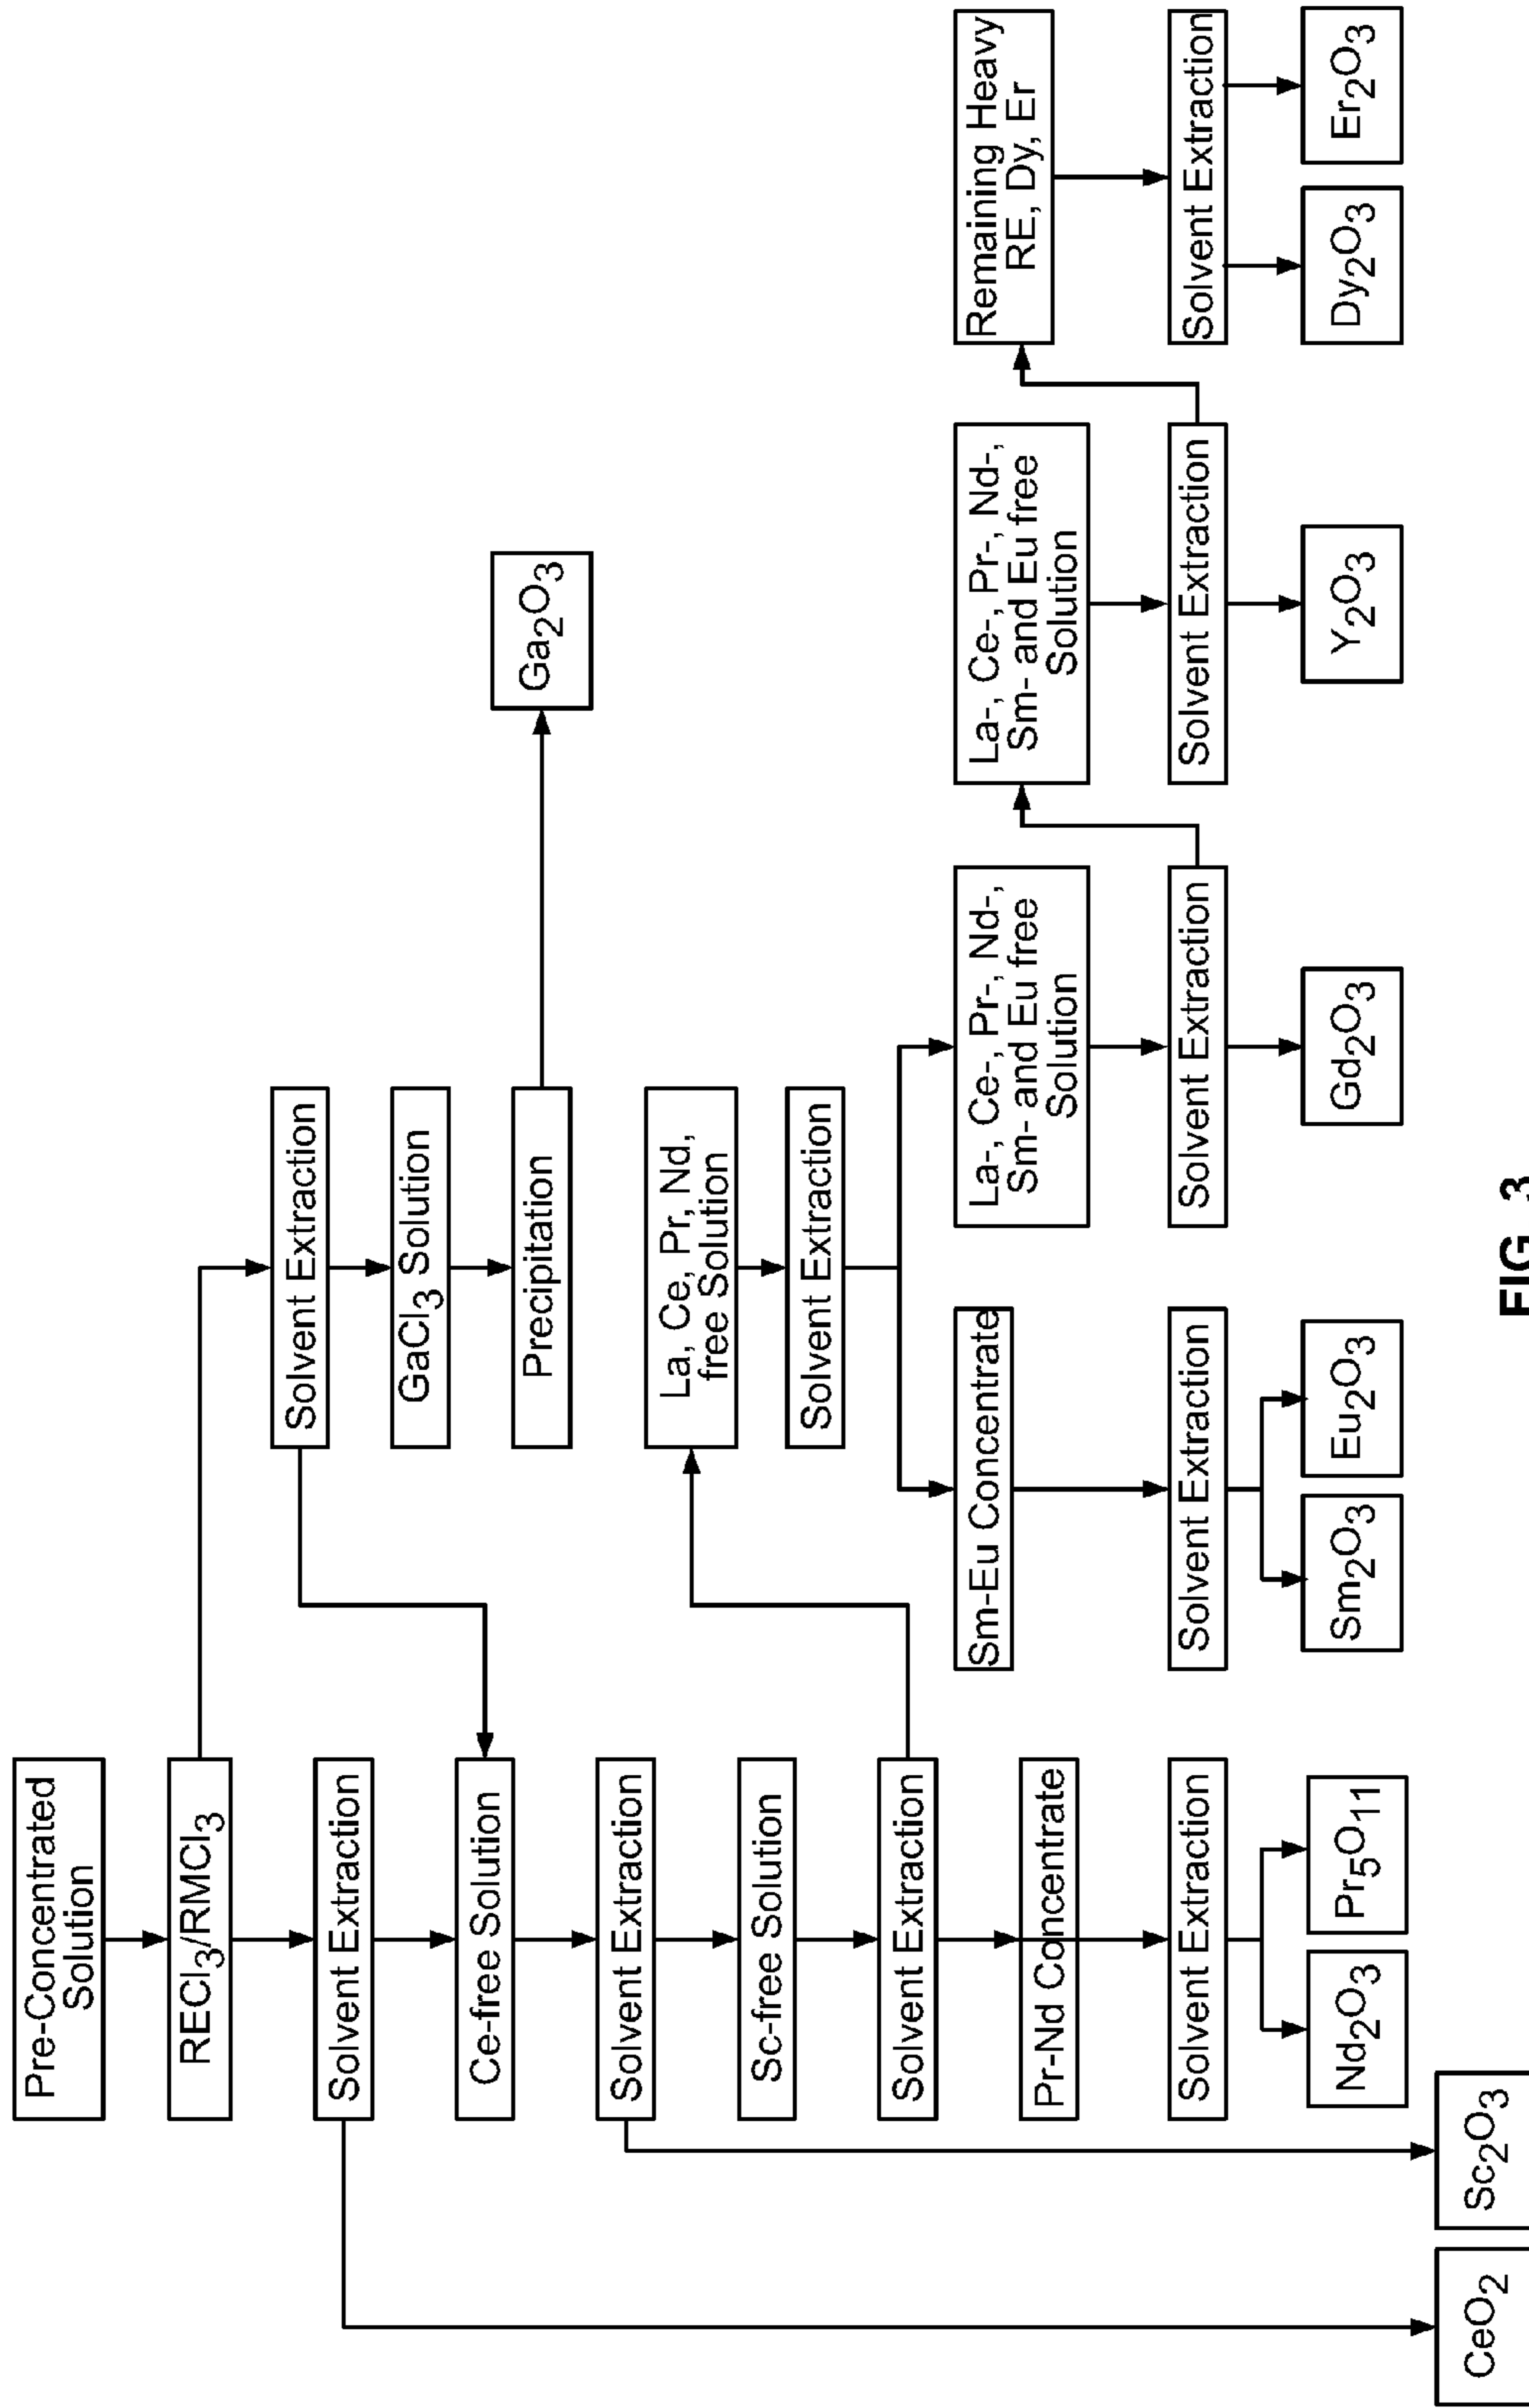 Pre-Concentrated
Solution
RECl3/RMCl3
Solvent Extraction
Ce-free Solution
Solvent Extraction
Sc-free Solution
Solvent Extraction
Pr-Nd Concentrate
Solvent Extraction
Nd2O3
Pr5O11
CeO2
Sc2O3
Solvent Extraction
GaCl3 Solution
Precipitation
Ga2O3
La, Ce, Pr, Nd,
free Solution
Solvent Extraction
Sm-Eu Concentrate
Solvent Extraction
Sm2O3
Eu2O3
La-, Ce-, Pr-, Nd-,
Sm- and Eu free
Solution
Solvent Extraction
Gd2O3
La-, Ce-, Pr-, Nd-,
Sm- and Eu free
Solution
Solvent Extraction
Y2O3
Remaining Heavy
RE, Dy, Er
Solvent Extraction
Dy2O3
Er2O3
FIG. 3